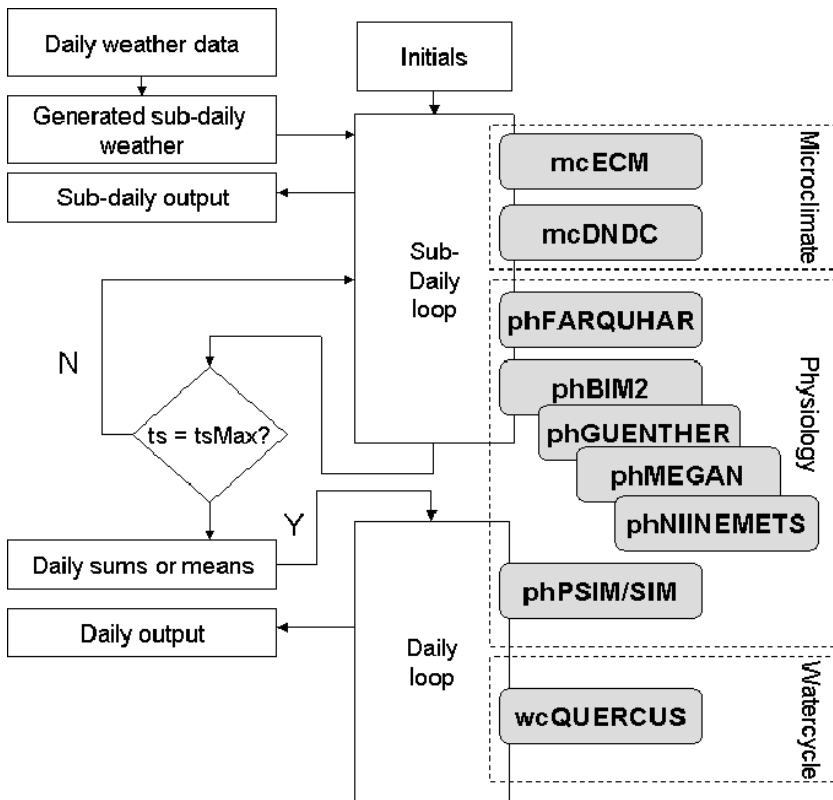 Daily weather data
Initials
Generated sub-daily
weather
Sub-daily output
Sub-
Daily
loop
mcECM
mcDNDC
Microclimate
phFARQUHAR
phBIM2
phGUENTHER
phMEGAN
phNIINEMETS
phPSIM/SIM
Physiology
N
ts = tsMax?
Y
Daily sums or means
Daily output
Daily
loop
wcQUERCUS
Watercycle